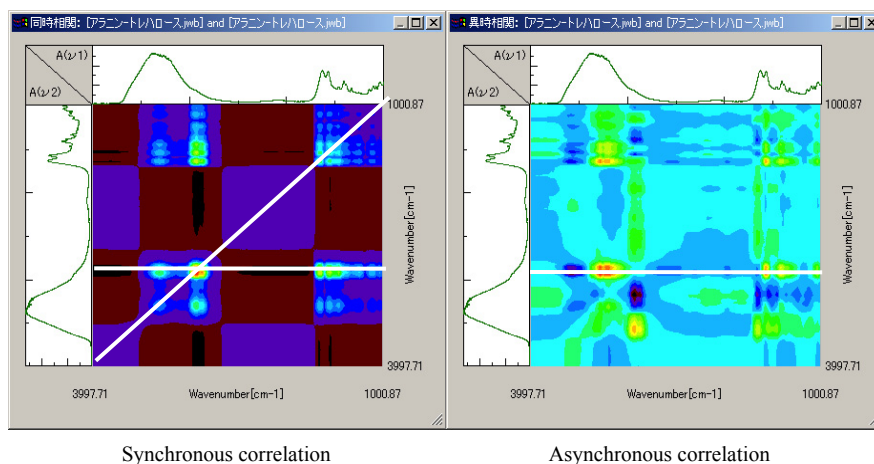 同時相関: [アラニン-トレハロース.jwb] and [アラニン-トレハロース.jwb]
A(ν1)
A(ν2)
1000.87
Wavenumber[cm-1]
3997.71
3997.71
Wavenumber[cm-1]
1000.87
Synchronous correlation
異時相関: [アラニン-トレハロース.jwb] and [アラニン-トレハロース.jwb]
A(ν1)
A(ν2)
1000.87
Wavenumber[cm-1]
3997.71
3997.71
Wavenumber[cm-1]
1000.87
Asynchronous correlation